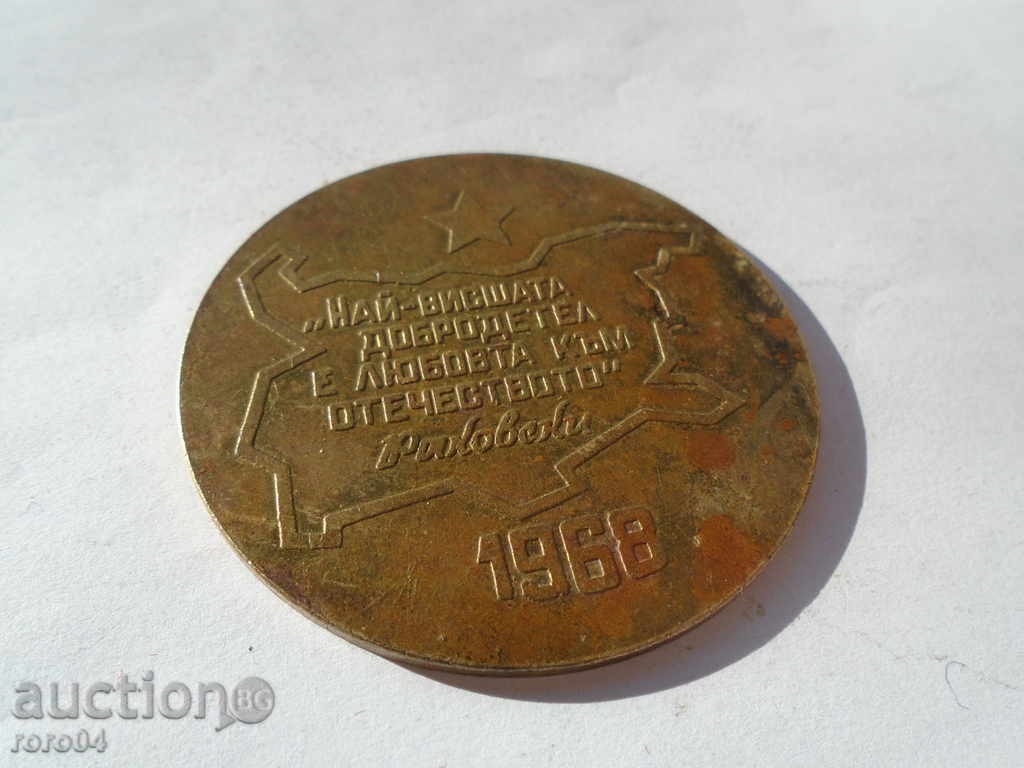 „НАЙ-ВИСШАТА
ДОБРОДЕТЕЛ
Е ЛЮБОВТА КЪМ
ОТЕЧЕСТВОТО"
Раковски
1968
auction BG
roro04